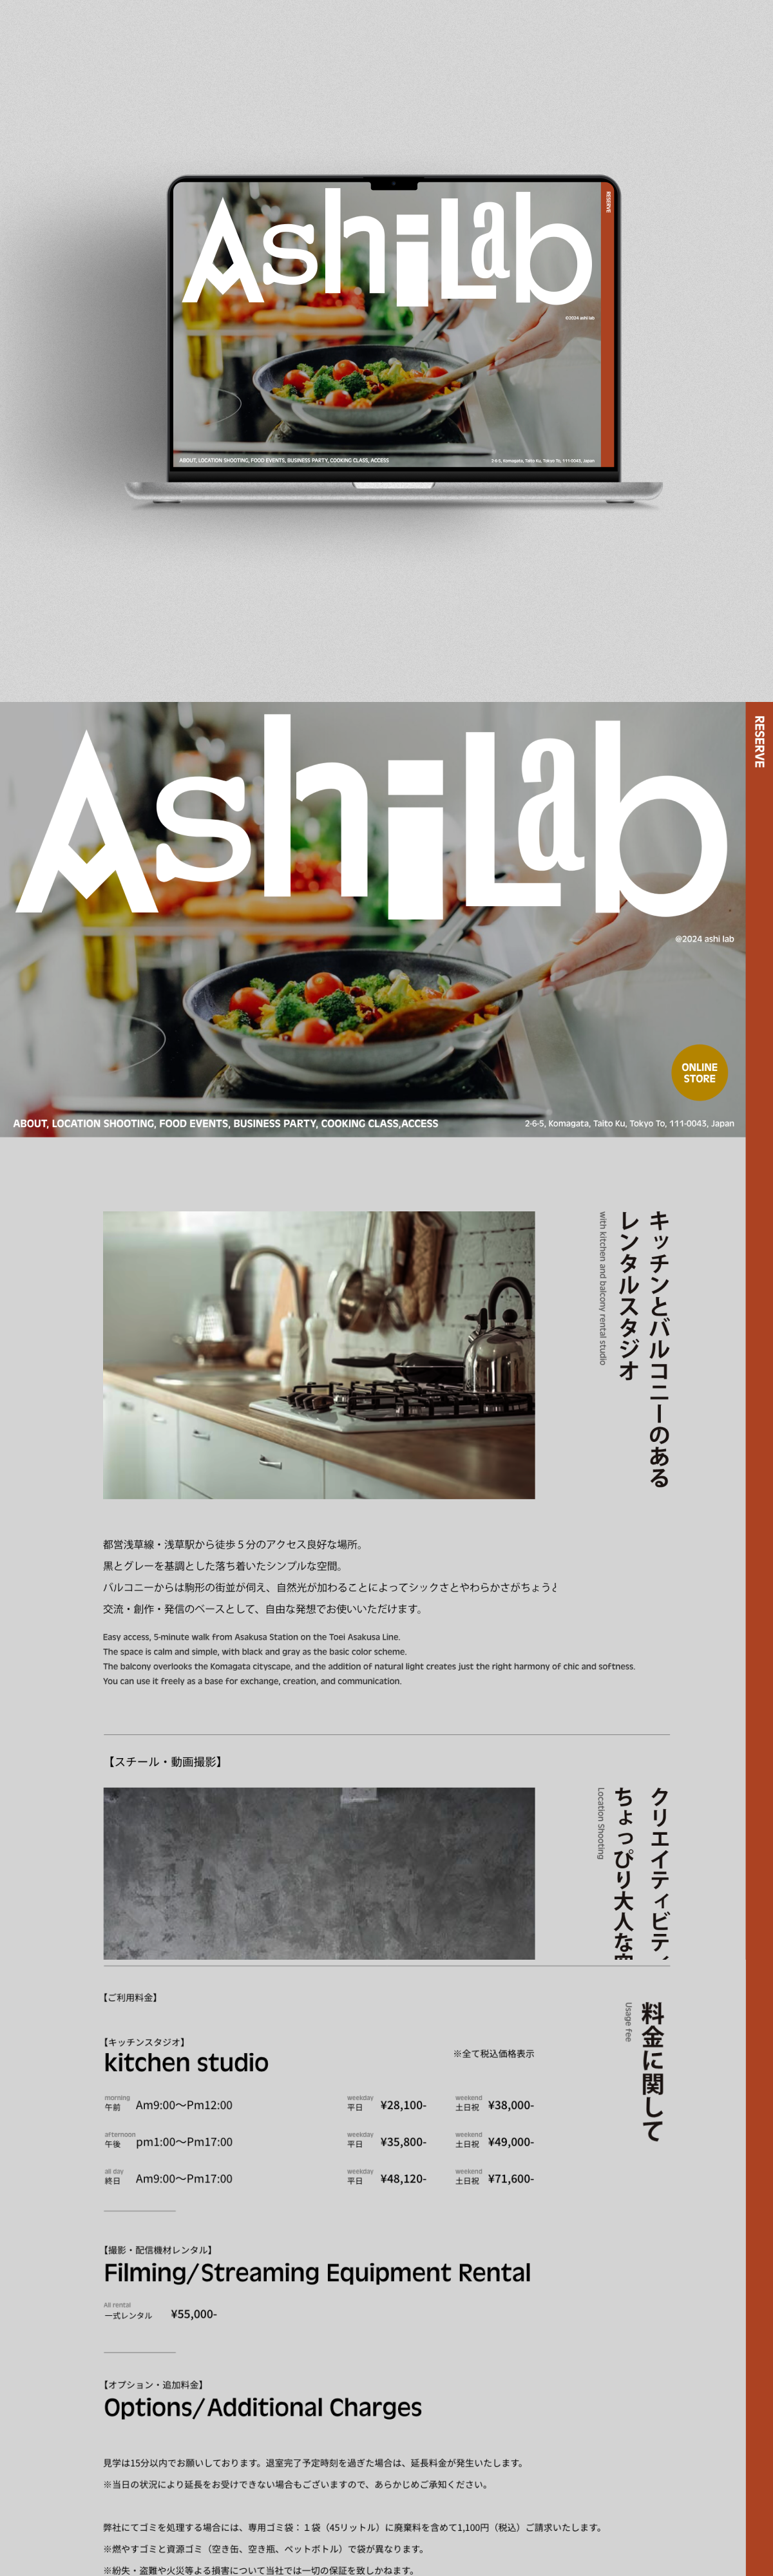 AshiLab
RESERVE
©2024 ashi lab
ABOUT, LOCATION SHOOTING, FOOD EVENTS, BUSINESS PARTY, COOKING CLASS, ACCESS
2-6-5, Komagata, Taito Ku, Tokyo To, 111-0043, Japan
AshiLab
RESERVE
@2024 ashi lab
ONLINE
STORE
ABOUT, LOCATION SHOOTING, FOOD EVENTS, BUSINESS PARTY, COOKING CLASS,ACCESS
2-6-5, Komagata, Taito Ku, Tokyo To, 111-0043, Japan
キッチンとバルコニーのある
レンタルスタジオ
with kitchen and balcony rental studio
都営浅草線・浅草駅から徒歩５分のアクセス良好な場所。
黒とグレーを基調とした落ち着いたシンプルな空間。
バルコニーからは駒形の街並が伺え、自然光が加わることによってシックさとやわらかさがちょう
交流・創作・発信のベースとして、自由な発想でお使いいただけます。
Easy access, 5-minute walk from Asakusa Station on the Toei Asakusa Line.
The space is calm and simple, with black and gray as the basic color scheme.
The balcony overlooks the Komagata cityscape, and the addition of natural light creates just the right harmony of chic and softness.
You can use it freely as a base for exchange, creation, and communication.
【スチール・動画撮影】
クリエイティビティ
ちょっぴり大人な
Location Shooting
【ご利用料金】
料金に関して
Usage fee
【キッチンスタジオ】
kitchen studio
※全て税込価格表示
morning
午前 Am9:00〜Pm12:00
weekday
平日 ¥28,100-
weekend
土日祝 ¥38,000-
afternoon
午後 pm1:00〜Pm17:00
weekday
平日 ¥35,800-
weekend
土日祝 ¥49,000-
all day
終日 Am9:00〜Pm17:00
weekday
平日 ¥48,120-
weekend
土日祝 ¥71,600-
【撮影・配信機材レンタル】
Filming/Streaming Equipment Rental
All rental
一式レンタル ¥55,000-
【オプション・追加料金】
Options/Additional Charges
見学は15分以内でお願いしております。退室完了予定時刻を過ぎた場合は、延長料金が発生いたします。
※当日の状況により延長をお受けできない場合もございますので、あらかじめご承知ください。
弊社にてゴミを処理する場合には、専用ゴミ袋：１袋（45リットル）に廃棄料を含めて1,100円（税込）ご請求いたします。
※燃やすゴミと資源ゴミ（空き缶、空き瓶、ペットボトル）で袋が異なります。
※紛失・盗難や火災等よる損害について当社では一切の保証を致しかねます。